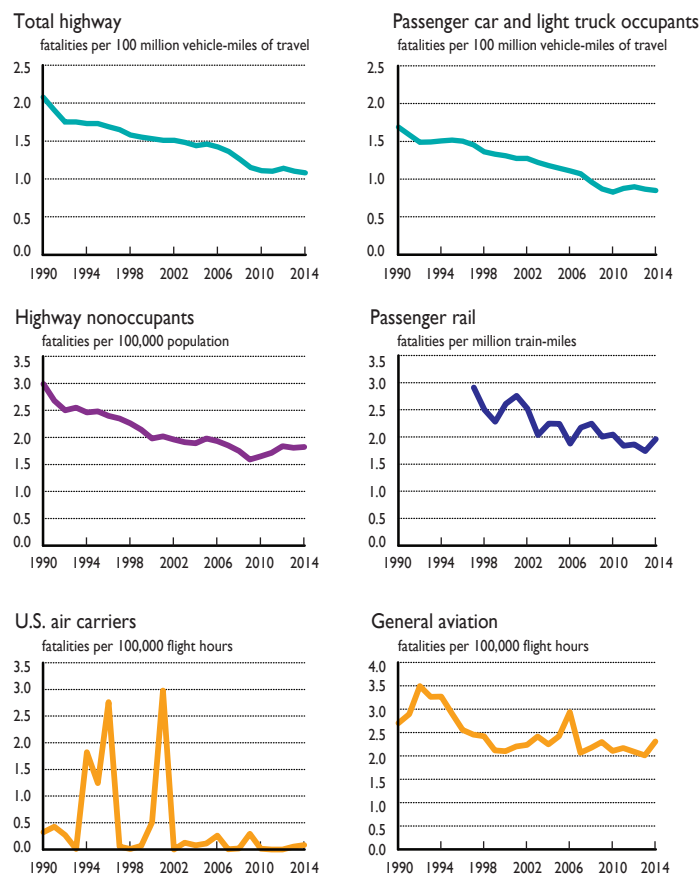 Total highway
fatalities per 100 million vehicle-miles of travel
2.5
2.0
1.5
1.0
0.5
0.0
1990 1994 1998 2002 2006 2010 2014
Passenger car and light truck occupants
fatalities per 100 million vehicle-miles of travel
2.5
2.0
1.5
1.0
0.5
0.0
1990 1994 1998 2002 2006 2010 2014
Highway nonoccupants
fatalities per 100,000 population
3.5
3.0
2.5
2.0
1.5
1.0
0.5
0.0
1990 1994 1998 2002 2006 2010 2014
Passenger rail
fatalities per million train-miles
3.5
3.0
2.5
2.0
1.5
1.0
0.5
0.0
1990 1994 1998 2002 2006 2010 2014
U.S. air carriers
fatalities per 100,000 flight hours
3.5
3.0
2.5
2.0
1.5
1.0
0.5
0.0
1990 1994 1998 2002 2006 2010 2014
General aviation
fatalities per 100,000 flight hours
4.0
3.5
3.0
2.5
2.0
1.5
1.0
0.5
0.0
1990 1994 1998 2002 2006 2010 2014